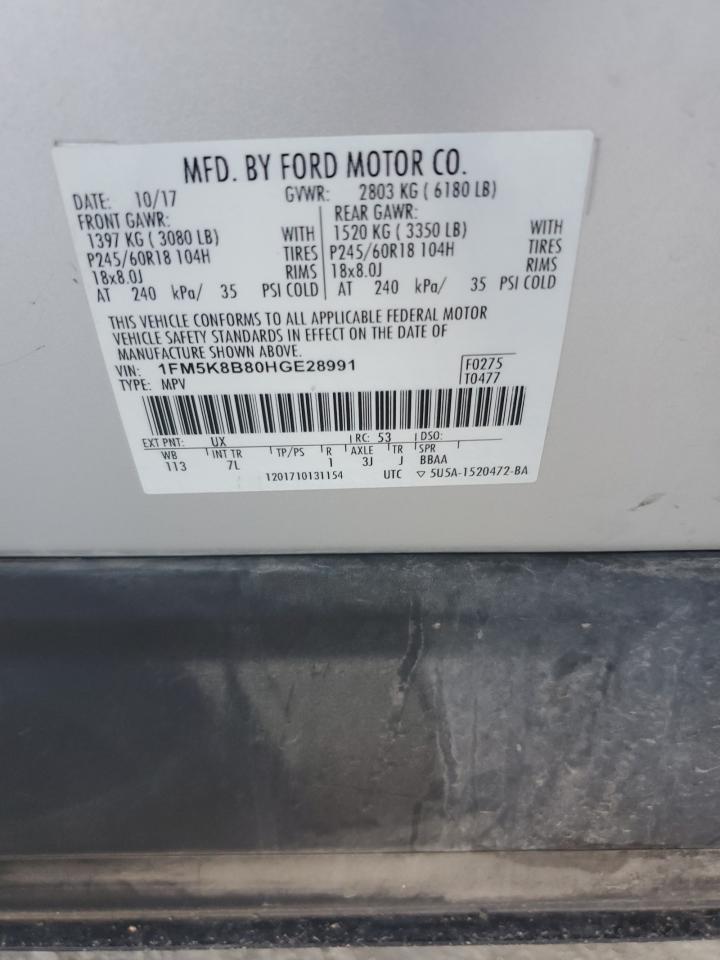 MFD. BY FORD MOTOR CO.
DATE: 10/17 GVWR: 2803 KG ( 6180 LB)
FRONT GAWR: REAR GAWR:
1397 KG ( 3080 LB) WITH 1520 KG ( 3350 LB) WITH
P245/60R18 104H TIRES P245/60R18 104H TIRES
18x8.0J RIMS 18x8.0J RIMS
AT 240 kPa/ 35 PSI COLD AT 240 kPa/ 35 PSI COLD
THIS VEHICLE CONFORMS TO ALL APPLICABLE FEDERAL MOTOR
VEHICLE SAFETY STANDARDS IN EFFECT ON THE DATE OF
MANUFACTURE SHOWN ABOVE.
VIN: 1FM5K8B80HGE28991 F0275
TYPE: MPV T0477
EXT PNT: UX RC: 53 DSO:
WB INT TR TP/PS R AXLE TR SPR
113 7L 1 3J J BBAA
1201710131154 UTC ▽ 5U5A-1520472-BA